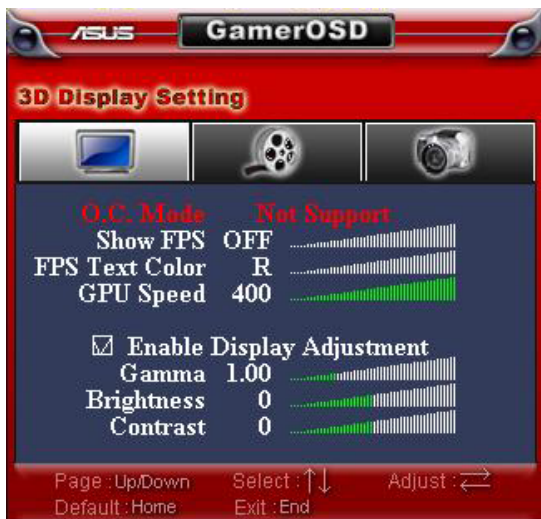 ASUS GamerOSD
3D Display Setting
O.C. Mode Not Support
Show FPS OFF
FPS Text Color R
GPU Speed 400
☑ Enable Display Adjustment
Gamma 1.00
Brightness 0
Contrast 0
Page : Up/Down Select : ↑↓ Adjust : ⇄
Default : Home Exit : End